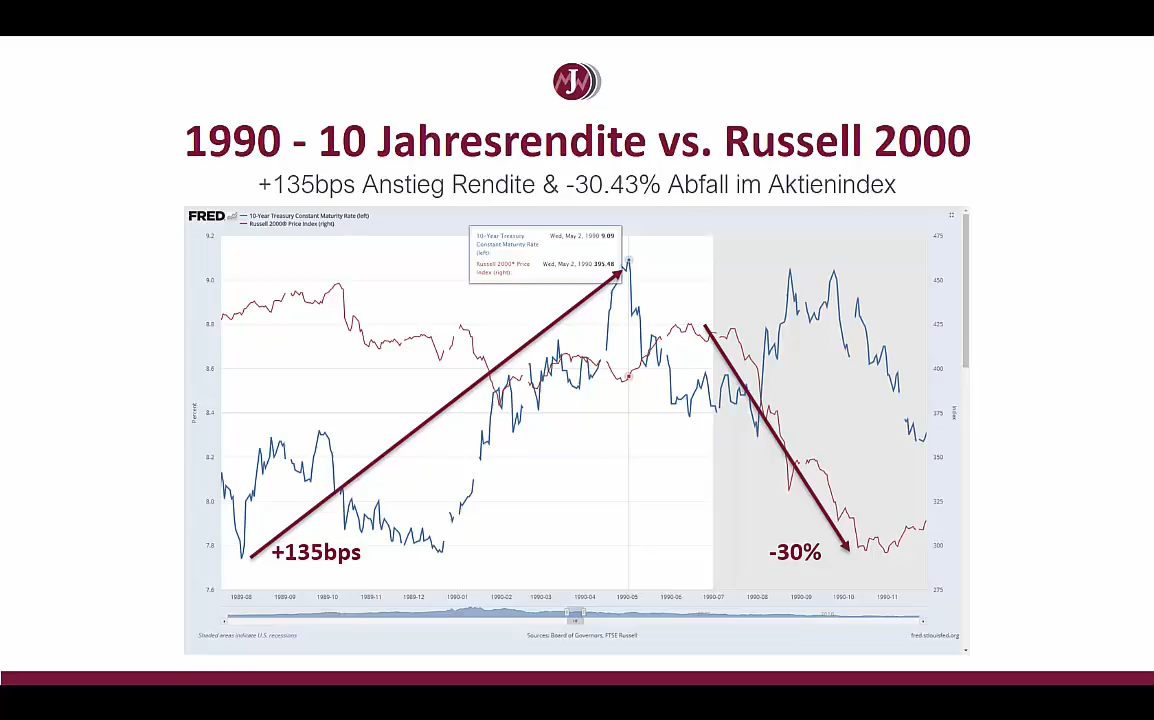 J
1990 - 10 Jahresrendite vs. Russell 2000
+135bps Anstieg Rendite & -30.43% Abfall im Aktienindex
FRED
10-Year Treasury Constant Maturity Rate (left)
Russell 2000® Price Index (right)
10-Year Treasury Constant Maturity Rate (left): Wed, May 2, 1990 9.09
Russell 2000® Price Index (right): Wed, May 2, 1990 395.48
9.2
9.0
8.8
8.6
8.4
8.2
8.0
7.8
7.6
Percent
475
450
425
400
375
350
325
300
275
Index
+135bps
-30%
1989-08 1989-09 1989-10 1989-11 1989-12 1990-01 1990-02 1990-03 1990-04 1990-05 1990-06 1990-07 1990-08 1990-09 1990-10 1990-11
Shaded areas indicate U.S. recessions
Sources: Board of Governors, FTSE Russell
fred.stlouisfed.org